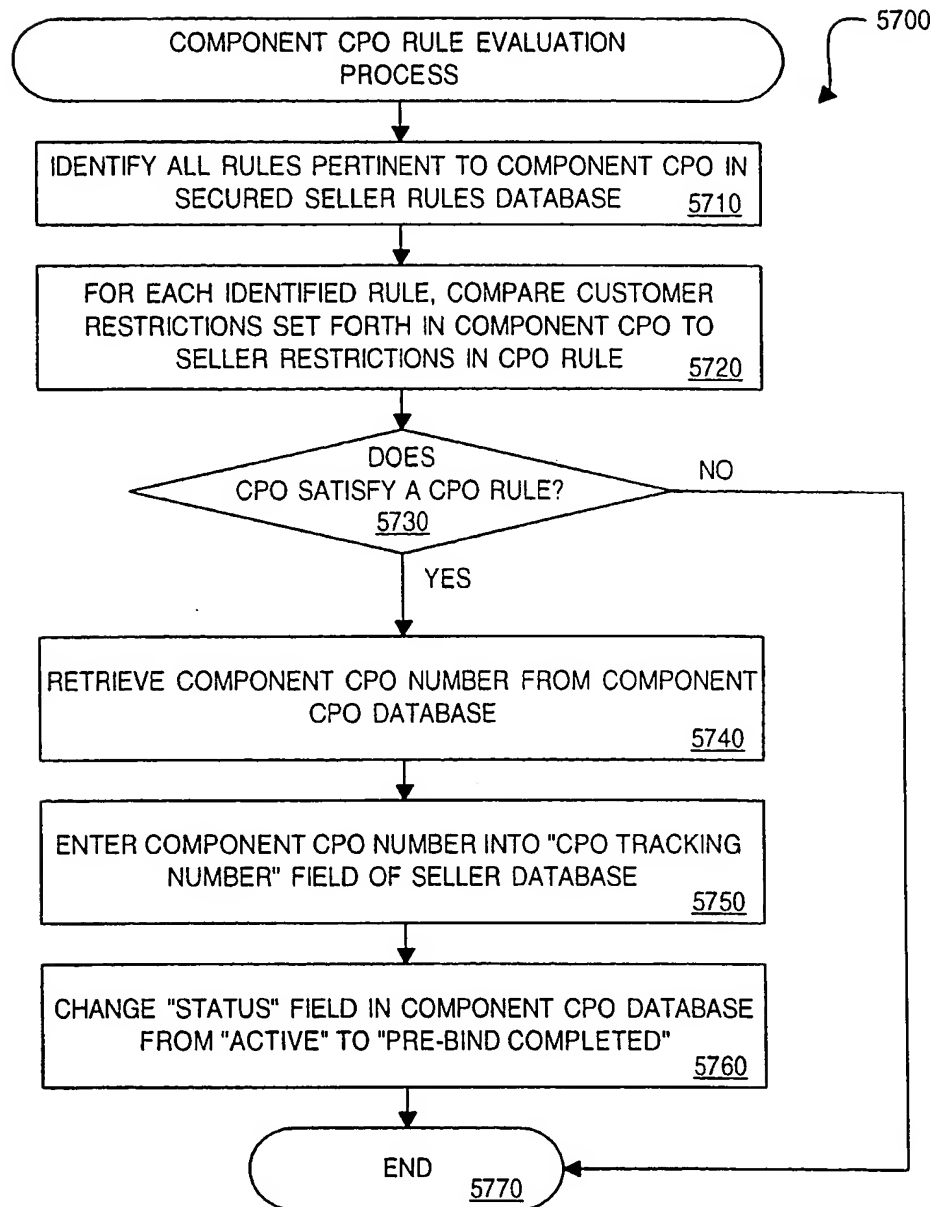 5700
COMPONENT CPO RULE EVALUATION
PROCESS
IDENTIFY ALL RULES PERTINENT TO COMPONENT CPO IN
SECURED SELLER RULES DATABASE 5710
FOR EACH IDENTIFIED RULE, COMPARE CUSTOMER
RESTRICTIONS SET FORTH IN COMPONENT CPO TO
SELLER RESTRICTIONS IN CPO RULE 5720
DOES
CPO SATISFY A CPO RULE?
5730
NO
YES
RETRIEVE COMPONENT CPO NUMBER FROM COMPONENT
CPO DATABASE
5740
ENTER COMPONENT CPO NUMBER INTO "CPO TRACKING
NUMBER" FIELD OF SELLER DATABASE
5750
CHANGE "STATUS" FIELD IN COMPONENT CPO DATABASE
FROM "ACTIVE" TO "PRE-BIND COMPLETED"
5760
END
5770